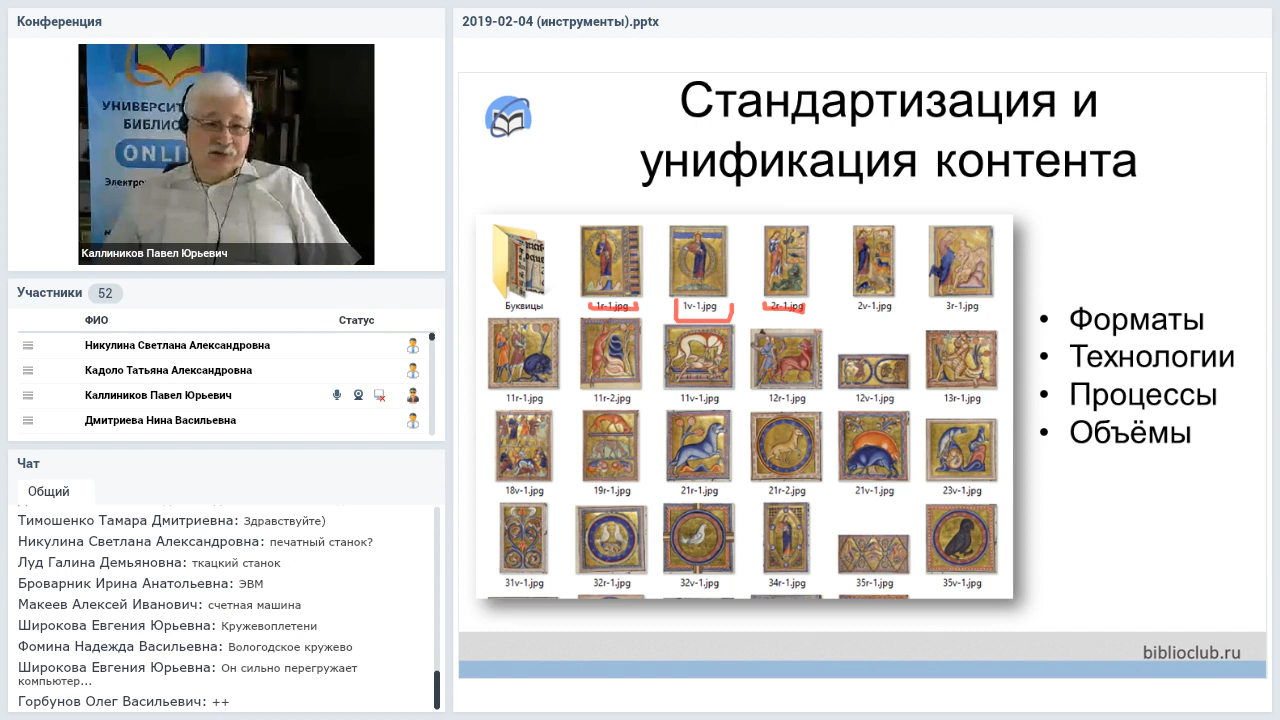 Конференция
УНИВЕРСИТ
БИБЛИО
ONLI
Электрон
Каллиников Павел Юрьевич
Участники 52
ФИО Статус
Никулина Светлана Александровна
Кадоло Татьяна Александровна
Каллиников Павел Юрьевич
Дмитриева Нина Васильевна
Чат
Общий
Тимошенко Тамара Дмитриевна: Здравствуйте)
Никулина Светлана Александровна: печатный станок?
Луд Галина Демьяновна: ткацкий станок
Броварник Ирина Анатольевна: ЭВМ
Макеев Алексей Иванович: счетная машина
Широкова Евгения Юрьевна: Кружевоплетени
Фомина Надежда Васильевна: Вологодское кружево
Широкова Евгения Юрьевна: Он сильно перегружает
компьютер...
Горбунов Олег Васильевич: ++
2019-02-04 (инструменты).pptx
Стандартизация и
унификация контента
Буквицы 1r-1.jpg 1v-1.jpg 2r-1.jpg 2v-1.jpg 3r-1.jpg
11r-1.jpg 11r-2.jpg 11v-1.jpg 12r-1.jpg 12v-1.jpg 13r-1.jpg
18v-1.jpg 19r-1.jpg 21r-1.jpg 21r-2.jpg 21v-1.jpg 23v-1.jpg
31v-1.jpg 32r-1.jpg 32v-1.jpg 34r-1.jpg 35r-1.jpg 35v-1.jpg
• Форматы
• Технологии
• Процессы
• Объёмы
biblioclub.ru